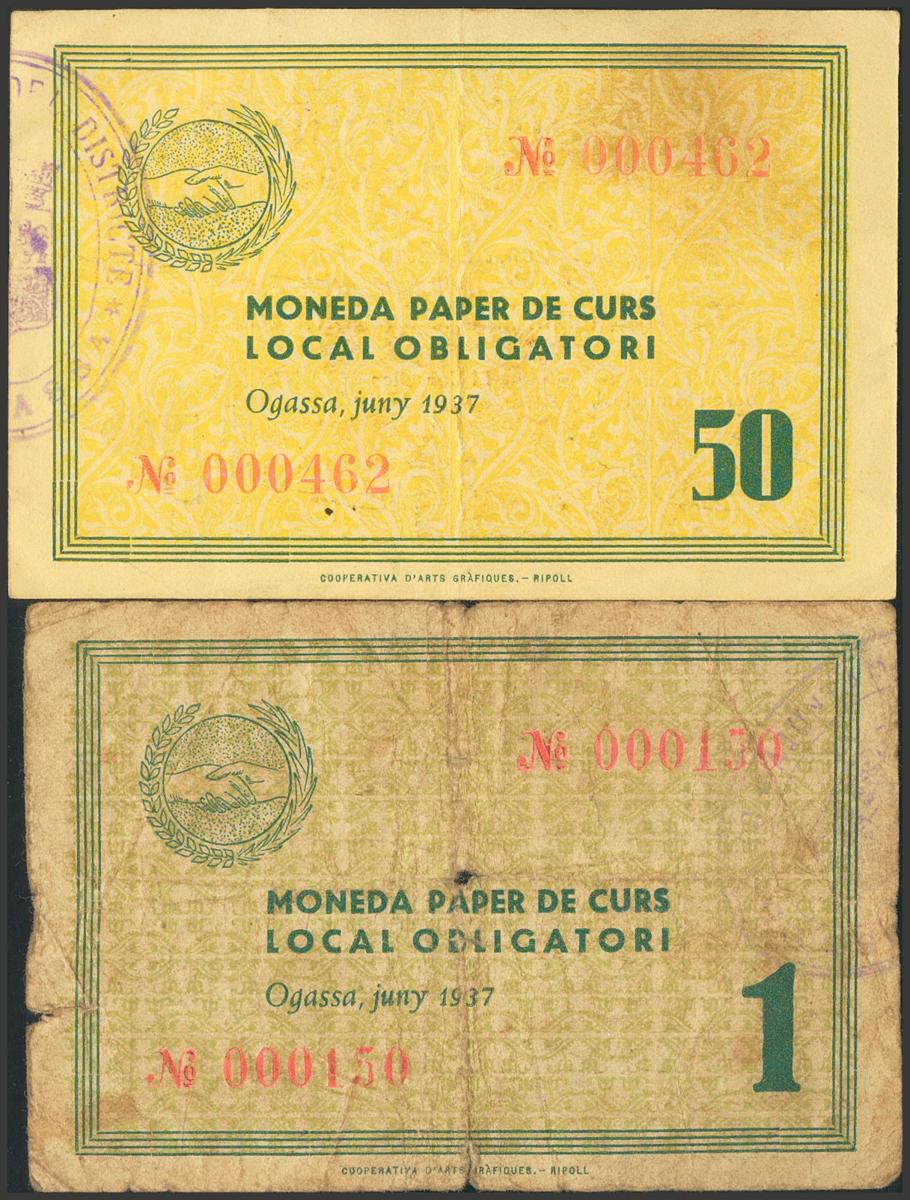 DISTRICTE *
Nº 000462
MONEDA PAPER DE CURS
LOCAL OBLIGATORI
Ogassa, juny 1937
Nº 000462
50
COOPERATIVA D'ARTS GRÀFIQUES.– RIPOLL
Nº 000150
MONEDA PAPER DE CURS
LOCAL OBLIGATORI
Ogassa, juny 1937
Nº 000150
1
COOPERATIVA D'ARTS GRÀFIQUES.– RIPOLL